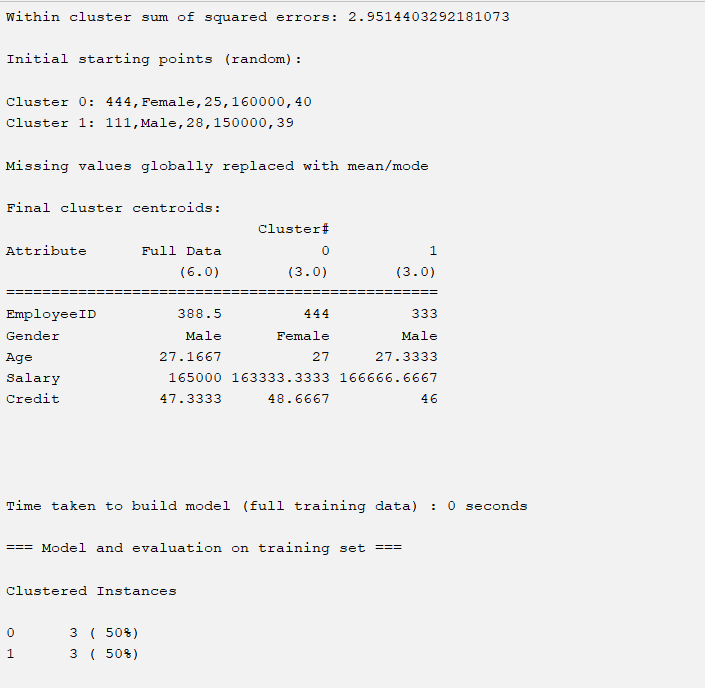 Within cluster sum of squared errors: 2.9514403292181073
Initial starting points (random):
Cluster 0: 444,Female,25,160000,40
Cluster 1: 111,Male,28,150000,39
Missing values globally replaced with mean/mode
Final cluster centroids:
Cluster#
Attribute Full Data 0 1
(6.0) (3.0) (3.0)
================================================
EmployeeID 388.5 444 333
Gender Male Female Male
Age 27.1667 27 27.3333
Salary 165000 163333.3333 166666.6667
Credit 47.3333 48.6667 46
Time taken to build model (full training data) : 0 seconds
=== Model and evaluation on training set ===
Clustered Instances
0 3 ( 50%)
1 3 ( 50%)